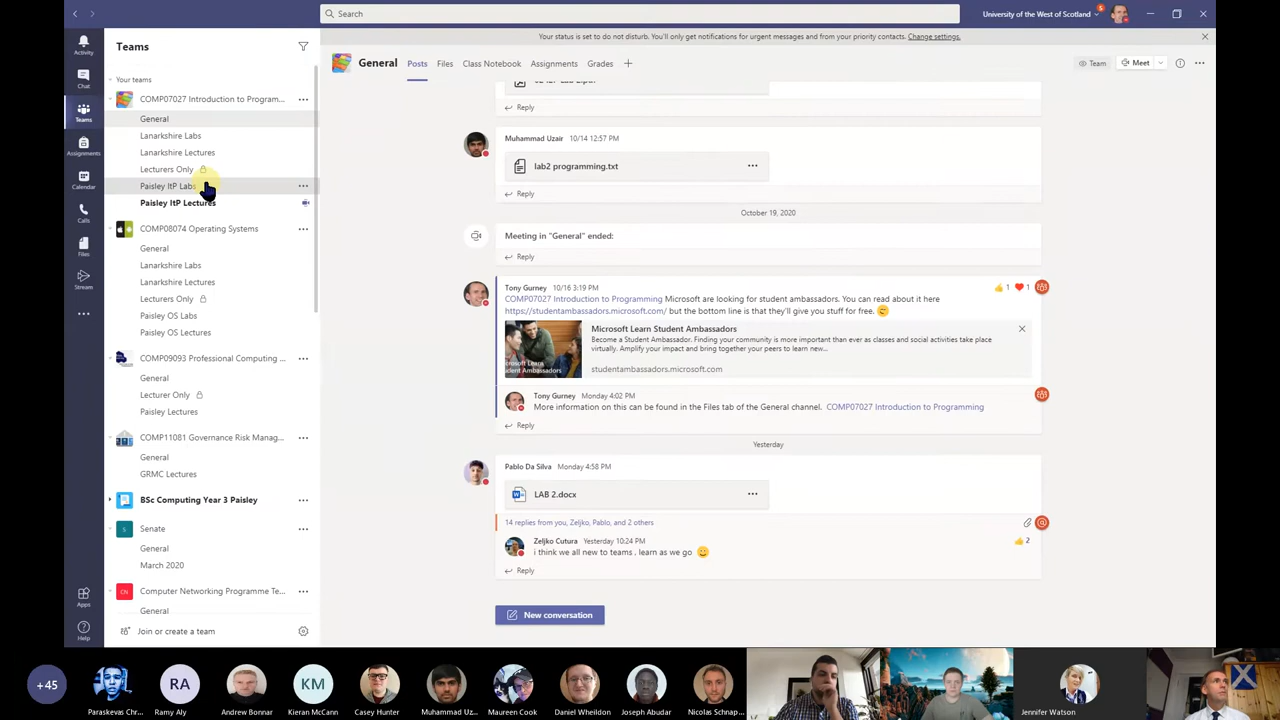 Search
University of the West of Scotland
Your status is set to do not disturb. You'll only get notifications for urgent messages and from your priority contacts. Change settings.
Activity
Chat
Teams
Assignments
Calendar
Calls
Files
Stream
Apps
Help
Teams
Your teams
COMP07027 Introduction to Program...
General
Lanarkshire Labs
Lanarkshire Lectures
Lecturers Only
Paisley ItP Labs
Paisley ItP Lectures
COMP08074 Operating Systems
General
Lanarkshire Labs
Lanarkshire Lectures
Lecturers Only
Paisley OS Labs
Paisley OS Lectures
COMP09093 Professional Computing ...
General
Lecturer Only
Paisley Lectures
COMP11081 Governance Risk Manag...
General
GRMC Lectures
BSc Computing Year 3 Paisley
S Senate
General
March 2020
CN Computer Networking Programme Te...
General
Join or create a team
General Posts Files Class Notebook Assignments Grades +
Team Meet
Reply
Muhammad Uzair 10/14 12:57 PM
lab2 programming.txt
Reply
October 19, 2020
Meeting in "General" ended:
Reply
Tony Gurney 10/16 3:19 PM
1 1
COMP07027 Introduction to Programming Microsoft are looking for student ambassadors. You can read about it here
https://studentambassadors.microsoft.com/ but the bottom line is that they'll give you stuff for free.
Microsoft Learn Student Ambassadors
Become a Student Ambassador. Finding your community is more important than ever as classes and social activities take place
virtually. Amplify your impact and bring together your peers to learn new...
studentambassadors.microsoft.com
Tony Gurney Monday 4:02 PM
More information on this can be found in the Files tab of the General channel. COMP07027 Introduction to Programming
Reply
Yesterday
Pablo Da Silva Monday 4:58 PM
LAB 2.docx
14 replies from you, Zeljko, Pablo, and 2 others
Zeljko Cutura Yesterday 10:24 PM
2
i think we all new to teams , learn as we go
Reply
New conversation
+45
RA
KM
Paraskevas Chr...
Ramy Aly
Andrew Bonnar
Kieran McCann
Casey Hunter
Muhammad Uz...
Maureen Cook
Daniel Wheildon
Joseph Abudar
Nicolas Schnap...
Jennifer Watson